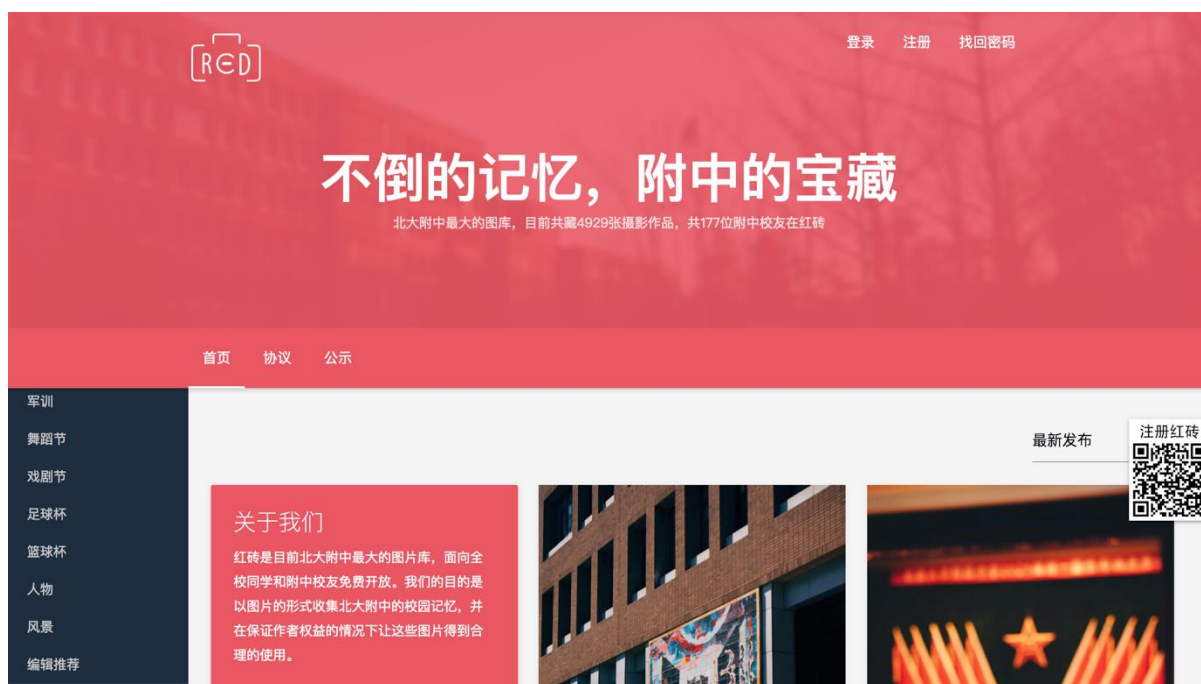 RED
登录 注册 找回密码
不倒的记忆，附中的宝藏
北大附中最大的图库，目前共藏4929张摄影作品，共177位附中校友在红砖
首页 协议 公示
军训
舞蹈节
戏剧节
足球杯
篮球杯
人物
风景
编辑推荐
最新发布
注册红砖
关于我们
红砖是目前北大附中最大的图片库，面向全
校同学和附中校友免费开放。我们的目的是
以图片的形式收集北大附中的校园记忆，并
在保证作者权益的情况下让这些图片得到合
理的使用。